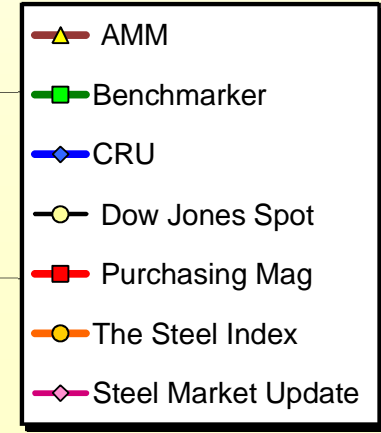 AMM
Benchmarker
CRU
Dow Jones Spot
Purchasing Mag
The Steel Index
Steel Market Update